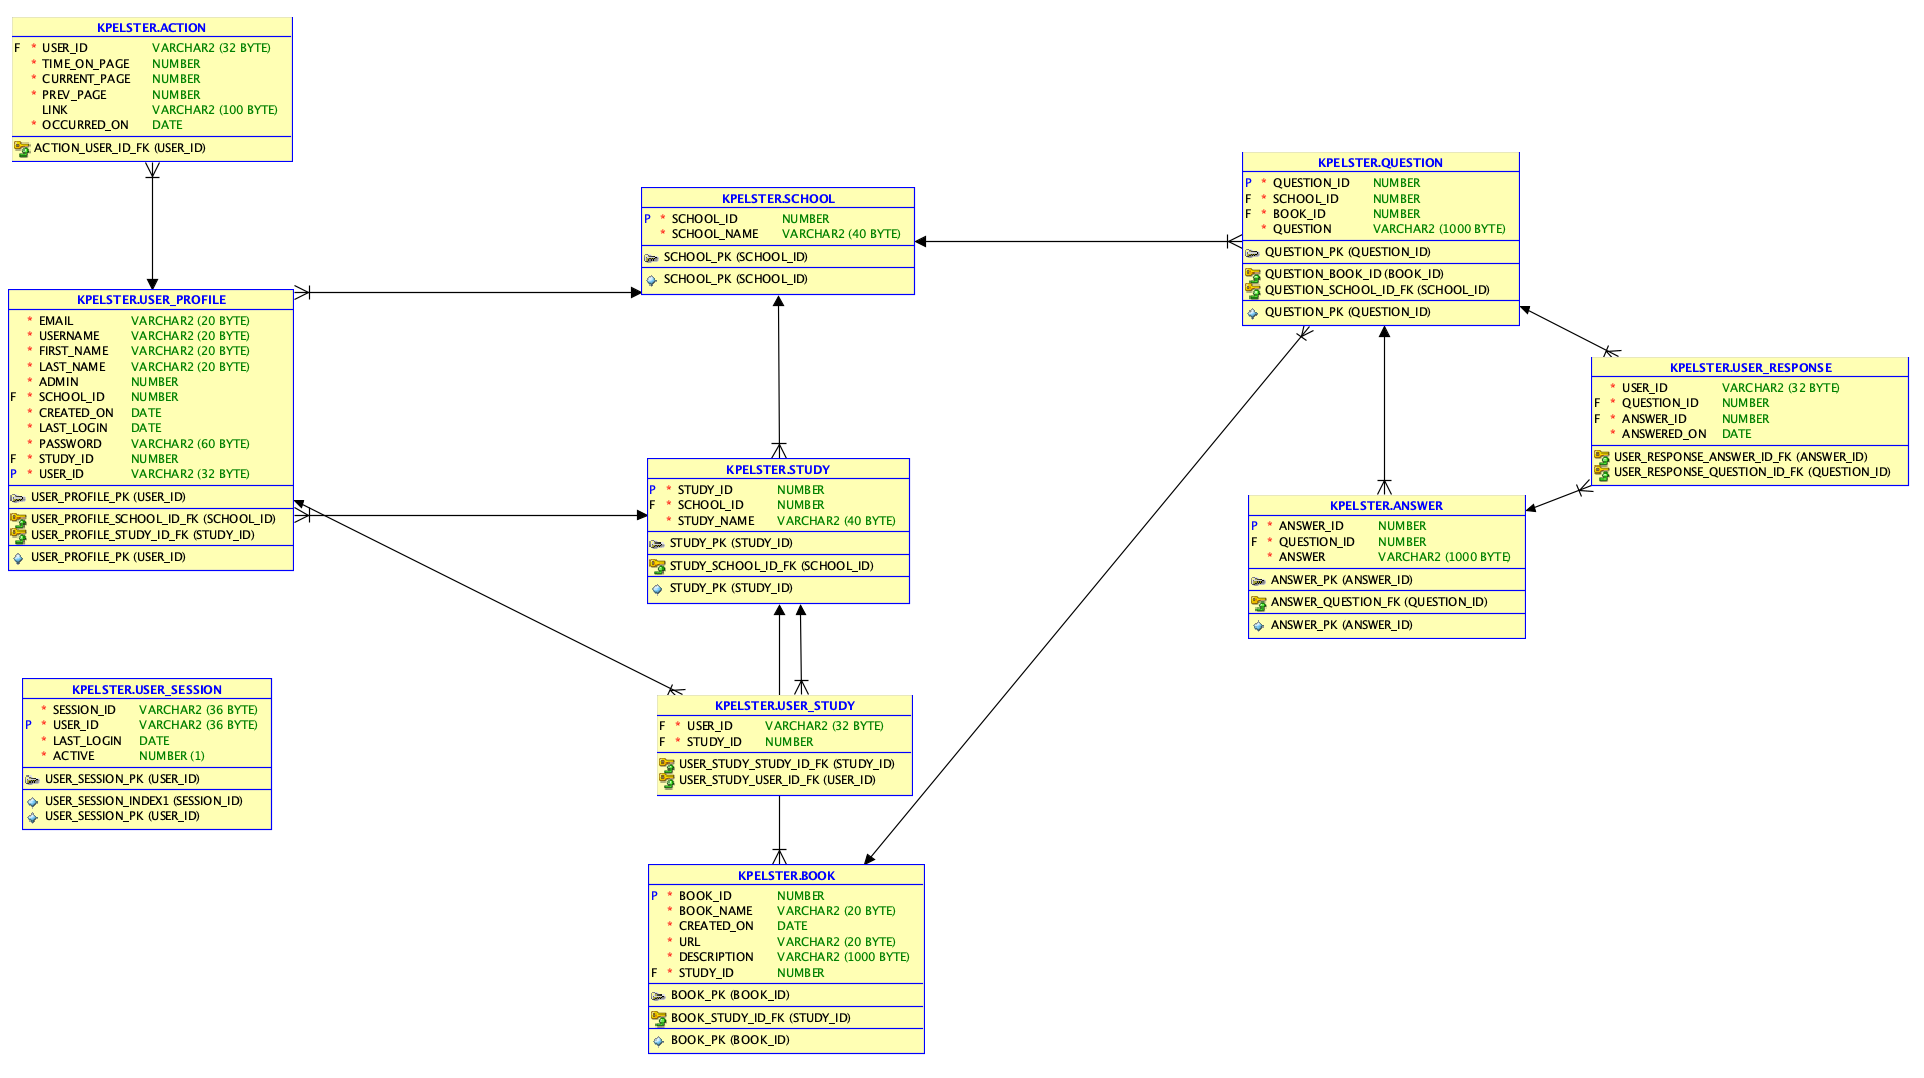 KPELSTER.ACTION
F * USER_ID VARCHAR2 (32 BYTE)
* TIME_ON_PAGE NUMBER
* CURRENT_PAGE NUMBER
* PREV_PAGE NUMBER
LINK VARCHAR2 (100 BYTE)
* OCCURRED_ON DATE
ACTION_USER_ID_FK (USER_ID)
KPELSTER.USER_PROFILE
* EMAIL VARCHAR2 (20 BYTE)
* USERNAME VARCHAR2 (20 BYTE)
* FIRST_NAME VARCHAR2 (20 BYTE)
* LAST_NAME VARCHAR2 (20 BYTE)
* ADMIN NUMBER
F * SCHOOL_ID NUMBER
* CREATED_ON DATE
* LAST_LOGIN DATE
* PASSWORD VARCHAR2 (60 BYTE)
F * STUDY_ID NUMBER
P * USER_ID VARCHAR2 (32 BYTE)
USER_PROFILE_PK (USER_ID)
USER_PROFILE_SCHOOL_ID_FK (SCHOOL_ID)
USER_PROFILE_STUDY_ID_FK (STUDY_ID)
USER_PROFILE_PK (USER_ID)
KPELSTER.USER_SESSION
* SESSION_ID VARCHAR2 (36 BYTE)
P * USER_ID VARCHAR2 (36 BYTE)
* LAST_LOGIN DATE
* ACTIVE NUMBER (1)
USER_SESSION_PK (USER_ID)
USER_SESSION_INDEX1 (SESSION_ID)
USER_SESSION_PK (USER_ID)
KPELSTER.SCHOOL
P * SCHOOL_ID NUMBER
* SCHOOL_NAME VARCHAR2 (40 BYTE)
SCHOOL_PK (SCHOOL_ID)
SCHOOL_PK (SCHOOL_ID)
KPELSTER.STUDY
P * STUDY_ID NUMBER
F * SCHOOL_ID NUMBER
* STUDY_NAME VARCHAR2 (40 BYTE)
STUDY_PK (STUDY_ID)
STUDY_SCHOOL_ID_FK (SCHOOL_ID)
STUDY_PK (STUDY_ID)
KPELSTER.USER_STUDY
F * USER_ID VARCHAR2 (32 BYTE)
F * STUDY_ID NUMBER
USER_STUDY_STUDY_ID_FK (STUDY_ID)
USER_STUDY_USER_ID_FK (USER_ID)
KPELSTER.BOOK
P * BOOK_ID NUMBER
* BOOK_NAME VARCHAR2 (20 BYTE)
* CREATED_ON DATE
* URL VARCHAR2 (20 BYTE)
* DESCRIPTION VARCHAR2 (1000 BYTE)
F * STUDY_ID NUMBER
BOOK_PK (BOOK_ID)
BOOK_STUDY_ID_FK (STUDY_ID)
BOOK_PK (BOOK_ID)
KPELSTER.QUESTION
P * QUESTION_ID NUMBER
F * SCHOOL_ID NUMBER
F * BOOK_ID NUMBER
* QUESTION VARCHAR2 (1000 BYTE)
QUESTION_PK (QUESTION_ID)
QUESTION_BOOK_ID (BOOK_ID)
QUESTION_SCHOOL_ID_FK (SCHOOL_ID)
QUESTION_PK (QUESTION_ID)
KPELSTER.USER_RESPONSE
* USER_ID VARCHAR2 (32 BYTE)
F * QUESTION_ID NUMBER
F * ANSWER_ID NUMBER
* ANSWERED_ON DATE
USER_RESPONSE_ANSWER_ID_FK (ANSWER_ID)
USER_RESPONSE_QUESTION_ID_FK (QUESTION_ID)
KPELSTER.ANSWER
P * ANSWER_ID NUMBER
F * QUESTION_ID NUMBER
* ANSWER VARCHAR2 (1000 BYTE)
ANSWER_PK (ANSWER_ID)
ANSWER_QUESTION_FK (QUESTION_ID)
ANSWER_PK (ANSWER_ID)